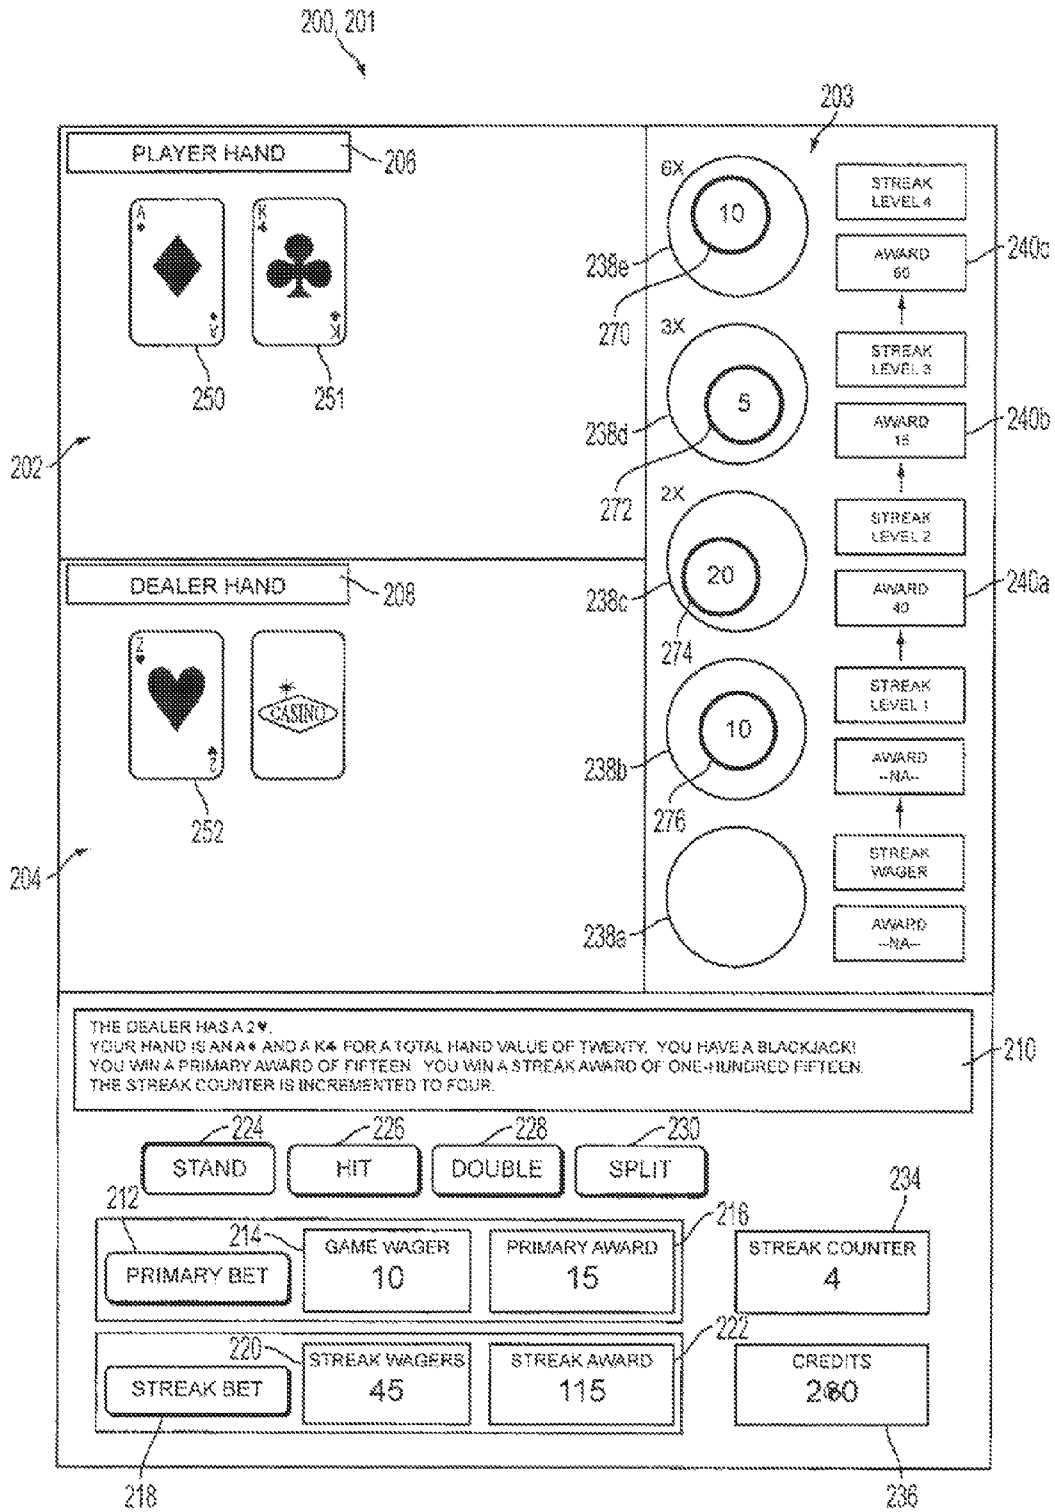 200, 201
203
PLAYER HAND
206
A
A
K
K
250
251
202
DEALER HAND
208
2
2
CASINO
252
204
6X
10
238e
270
STREAK
LEVEL 4
AWARD
60
240c
3X
5
238d
272
STREAK
LEVEL 3
AWARD
15
240b
2X
20
238c
274
STREAK
LEVEL 2
AWARD
40
240a
10
238b
276
STREAK
LEVEL 1
AWARD
--NA--
238a
STREAK
WAGER
AWARD
--NA--
THE DEALER HAS A 2♥.
YOUR HAND IS AN A♦ AND A K♣ FOR A TOTAL HAND VALUE OF TWENTY. YOU HAVE A BLACKJACK!
YOU WIN A PRIMARY AWARD OF FIFTEEN. YOU WIN A STREAK AWARD OF ONE-HUNDRED FIFTEEN.
THE STREAK COUNTER IS INCREMENTED TO FOUR.
210
224
226
228
230
STAND
HIT
DOUBLE
SPLIT
212
214
216
234
PRIMARY BET
GAME WAGER
10
PRIMARY AWARD
15
STREAK COUNTER
4
220
222
STREAK BET
STREAK WAGERS
45
STREAK AWARD
115
CREDITS
218
236